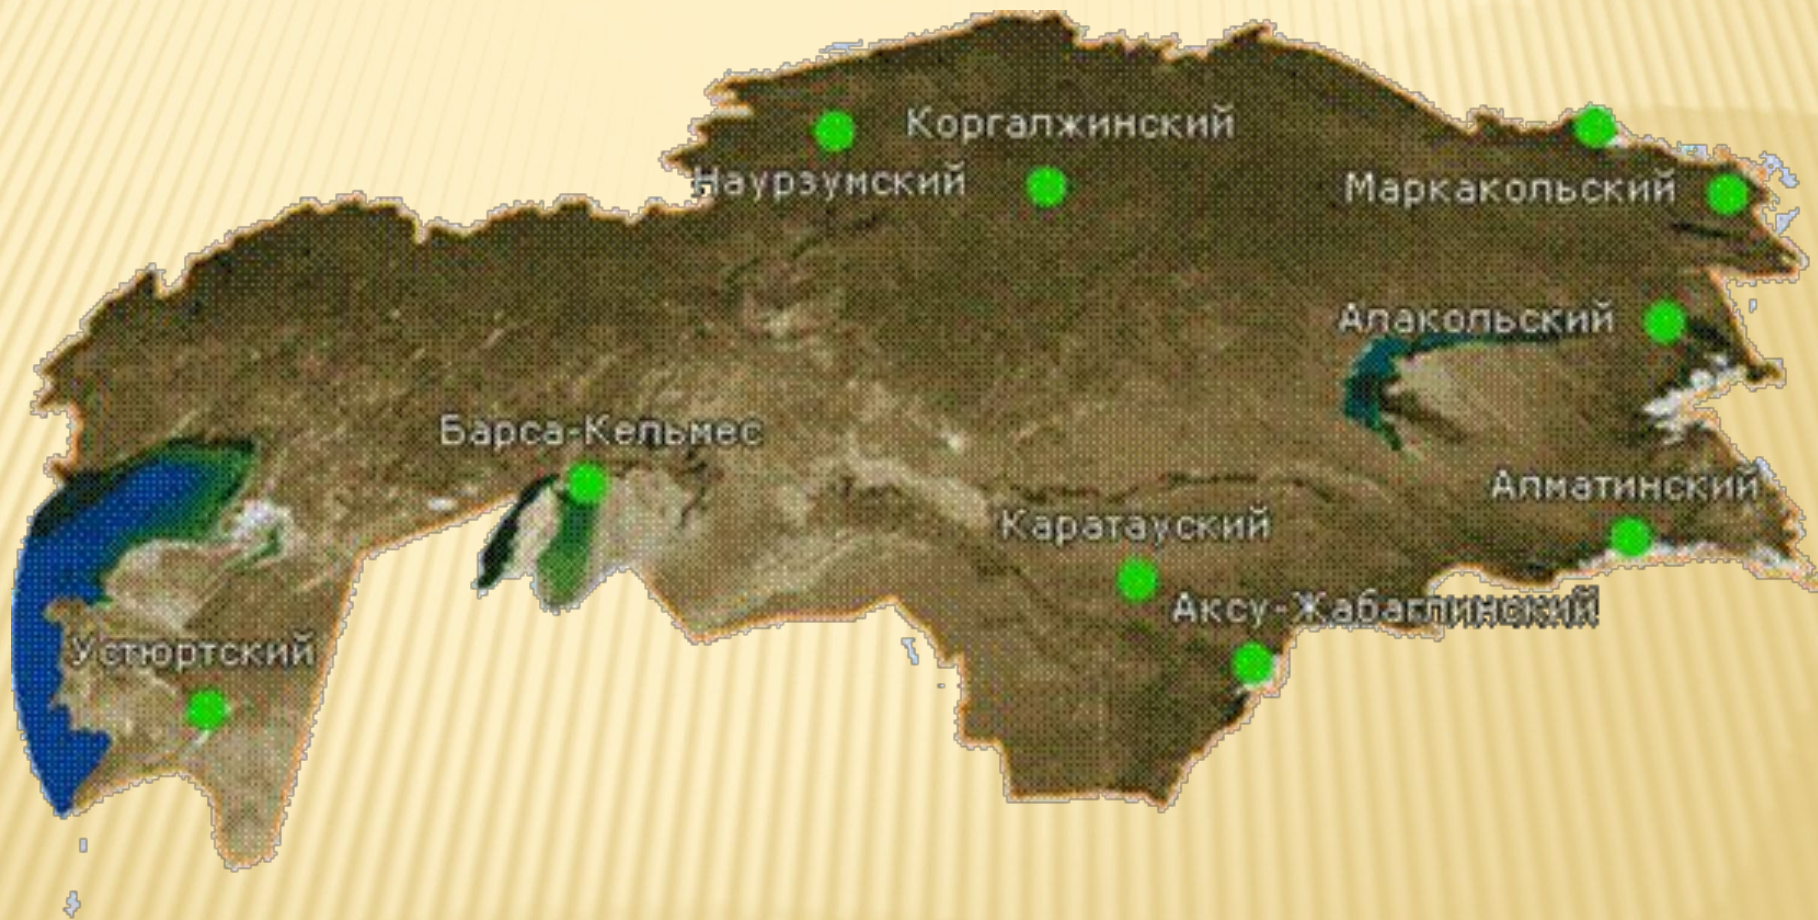 Коргалжинский
Наурзумский
Маркакольский
Алакольский
Барса-Кельмес
Алматинский
Каратауский
Аксу-Жабаглинский
Устюртский